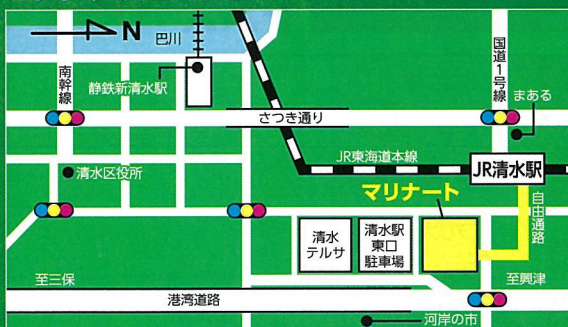 N
巴川
南幹線
静鉄新清水駅
国道1号線
まある
さつき通り
JR東海道本線
JR清水駅
清水区役所
マリナート
自由通路
清水
テルサ
清水駅
東口
駐車場
至三保
至興津
港湾道路
河岸の市